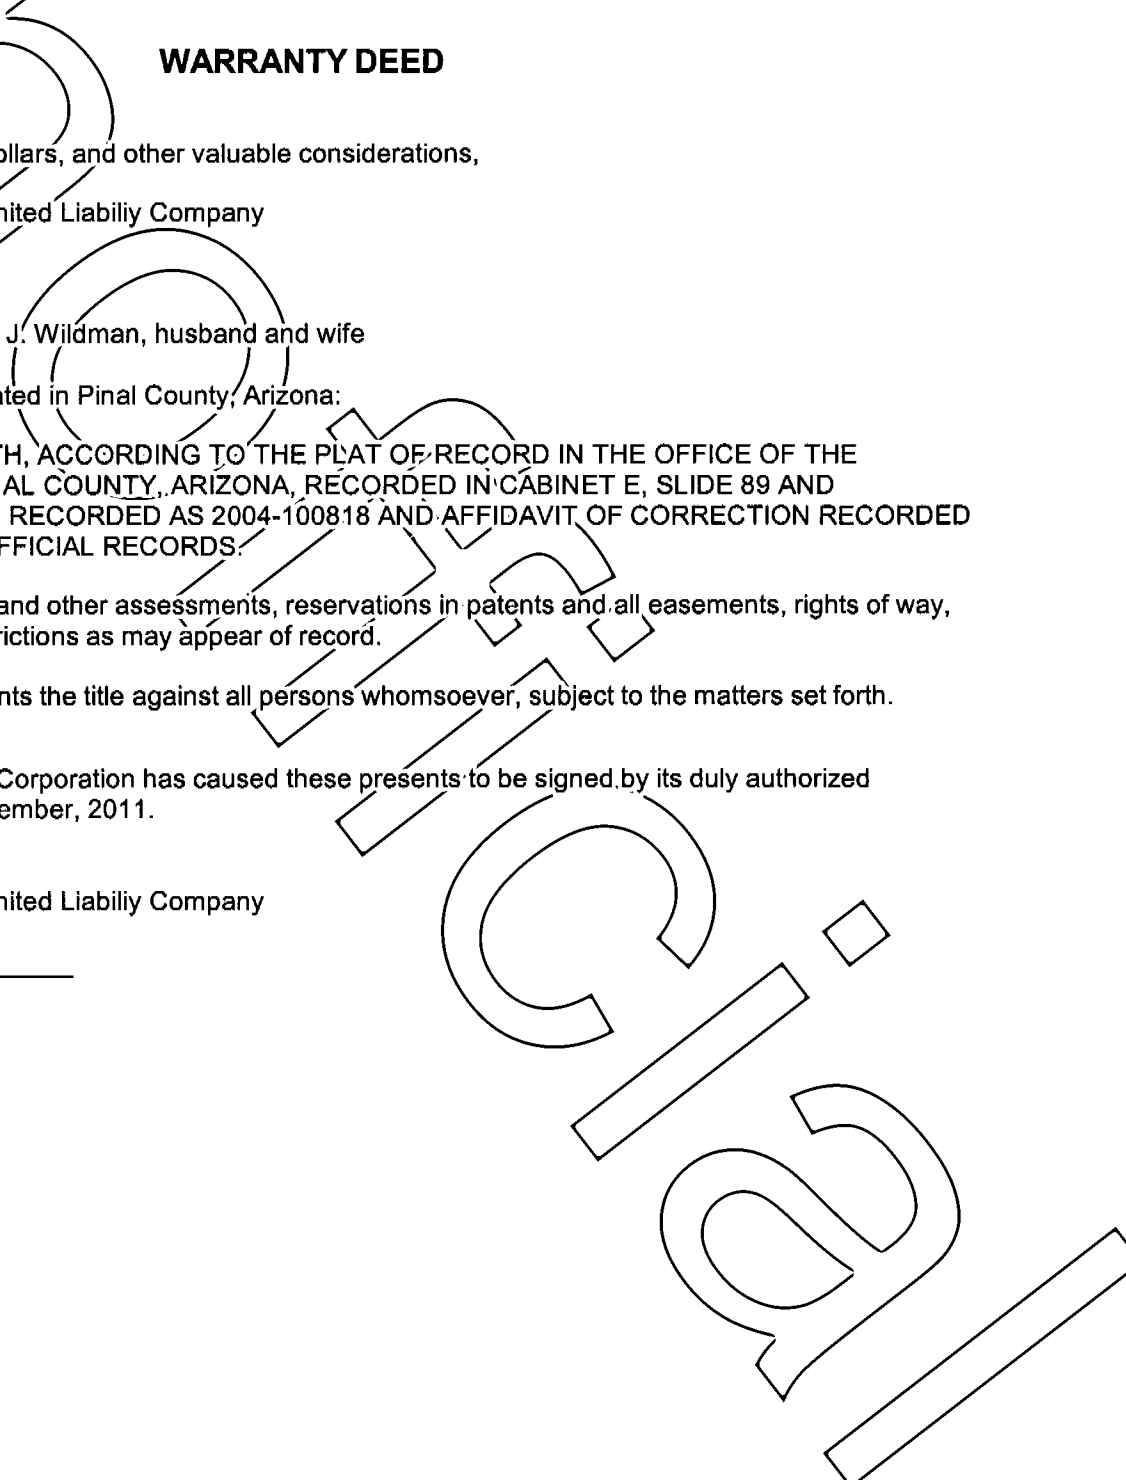 WARRANTY DEED
ollars, and other valuable considerations,
nited Liabiliy Company
J. Wildman, husband and wife
ated in Pinal County, Arizona:
TH, ACCORDING TO THE PLAT OF RECORD IN THE OFFICE OF THE
AL COUNTY, ARIZONA, RECORDED IN CABINET E, SLIDE 89 AND
RECORDED AS 2004-100818 AND AFFIDAVIT OF CORRECTION RECORDED
FFICIAL RECORDS.
and other assessments, reservations in patents and all easements, rights of way,
rictions as may appear of record.
nts the title against all persons whomsoever, subject to the matters set forth.
Corporation has caused these presents to be signed by its duly authorized
ember, 2011.
nited Liabiliy Company
official